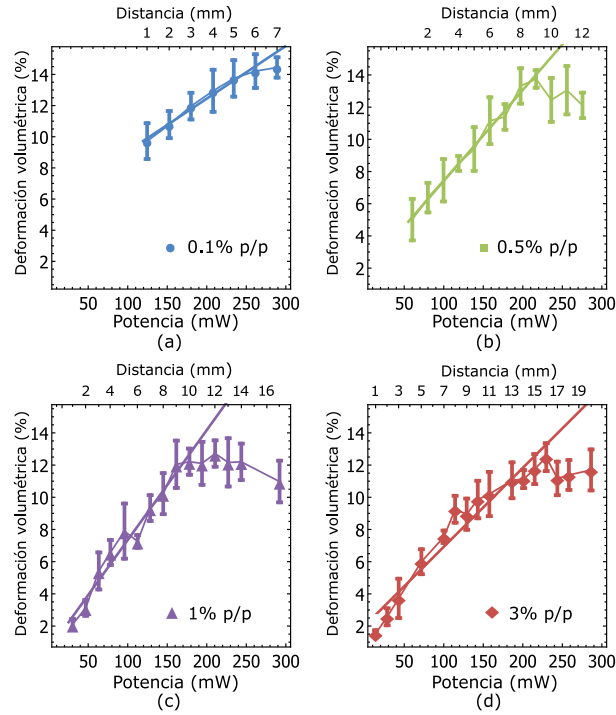 Distancia (mm)
1 2 3 4 5 6 7
Deformación volumétrica (%)
14
12
10
8
6
4
2
0.1% p/p
50 100 150 200 250 300
Potencia (mW)
(a)
Distancia (mm)
2 4 6 8 10 12
Deformación volumétrica (%)
14
12
10
8
6
4
2
0.5% p/p
50 100 150 200 250 300
Potencia (mW)
(b)
Distancia (mm)
2 4 6 8 10 12 14 16
Deformación volumétrica (%)
14
12
10
8
6
4
2
1% p/p
50 100 150 200 250 300
Potencia (mW)
(c)
Distancia (mm)
1 3 5 7 9 11 13 15 17 19
Deformación volumétrica (%)
14
12
10
8
6
4
2
3% p/p
50 100 150 200 250 300
Potencia (mW)
(d)